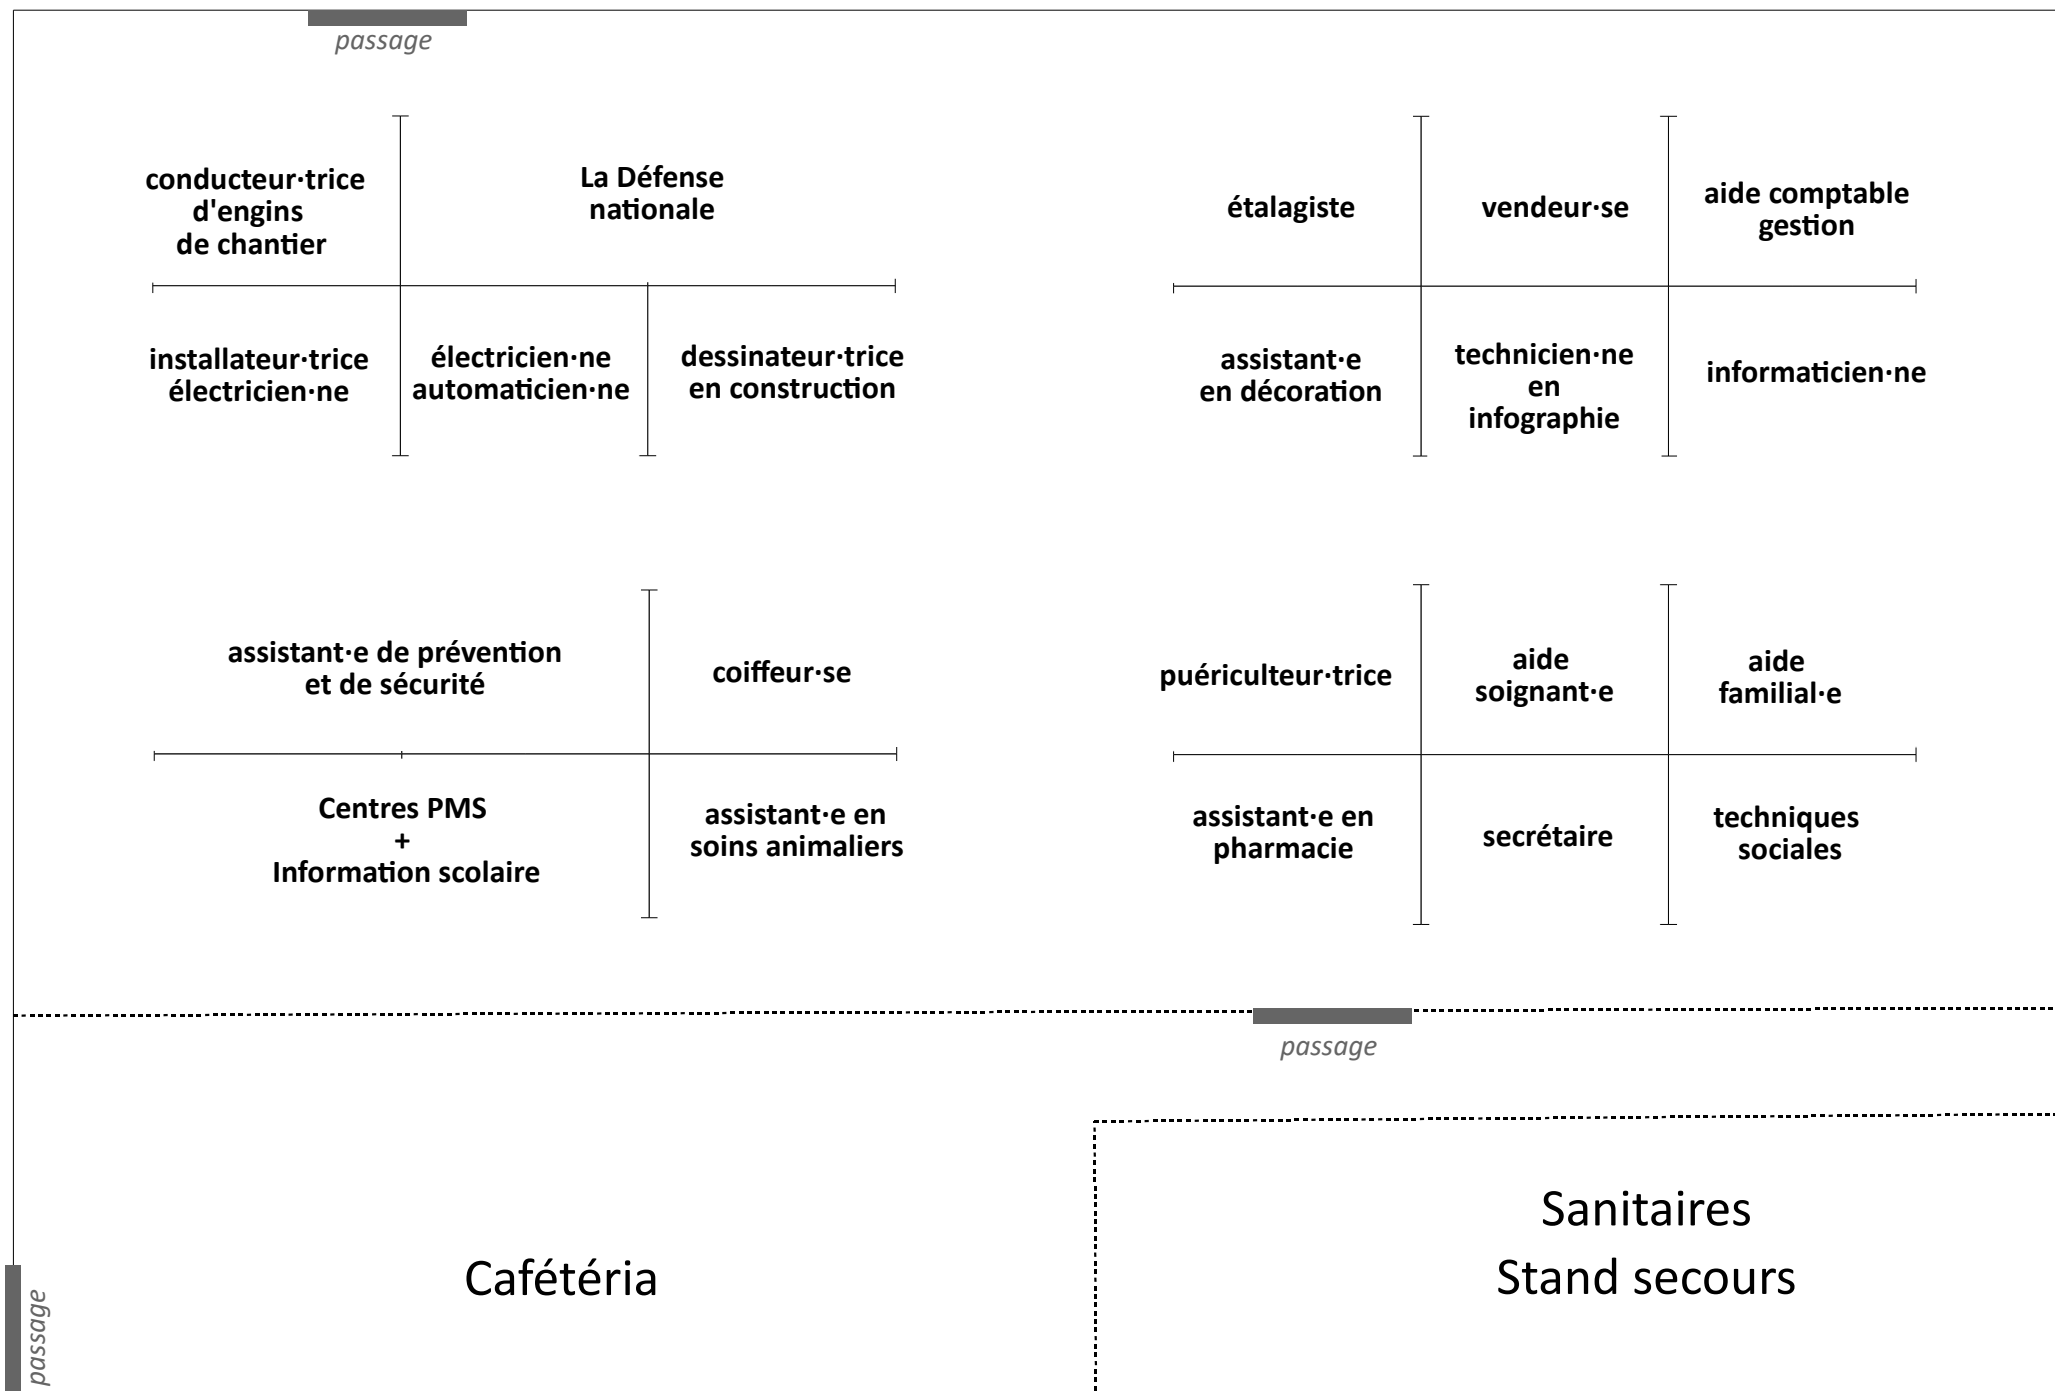 passage
conducteur·trice
d'engins
de chantier
La Défense
nationale
installateur·trice
électricien·ne
électricien·ne
automaticien·ne
dessinateur·trice
en construction
étalagiste
vendeur·se
aide comptable
gestion
assistant·e
en décoration
technicien·ne
en
infographie
informaticien·ne
assistant·e de prévention
et de sécurité
coiffeur·se
Centres PMS
+
Information scolaire
assistant·e en
soins animaliers
puériculteur·trice
aide
soignant·e
aide
familial·e
assistant·e en
pharmacie
secrétaire
techniques
sociales
passage
Cafétéria
Sanitaires
Stand secours
passage